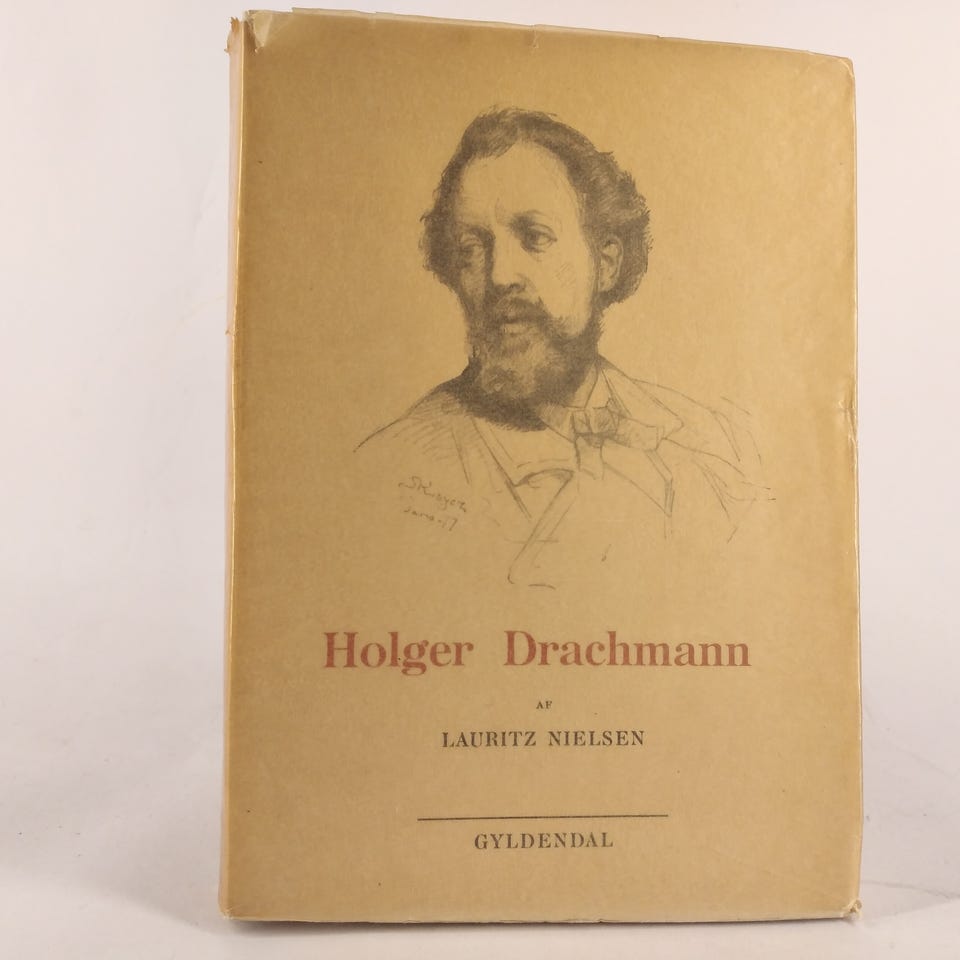 Holger Drachmann
AF
LAURITZ NIELSEN
GYLDENDAL